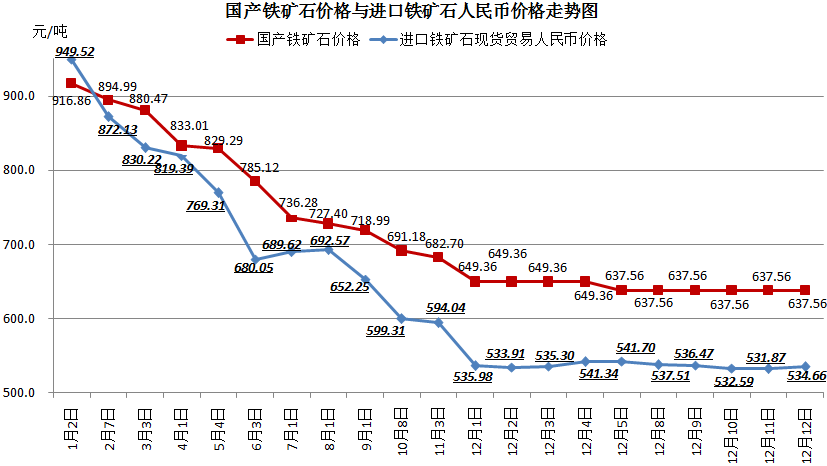 国产铁矿石价格与进口铁矿石人民币价格走势图
元/吨
国产铁矿石价格 进口铁矿石现货贸易人民币价格
900.0
800.0
700.0
600.0
500.0
916.86 894.99 880.47 833.01 829.29 785.12 736.28 727.40 718.99 691.18 682.70 649.36 649.36 649.36 649.36 637.56 637.56 637.56 637.56 637.56 637.56
949.52 872.13 830.22 819.39 769.31 680.05 689.62 692.57 652.25 599.31 594.04 535.98 533.91 535.30 541.34 541.70 537.51 536.47 532.59 531.87 534.66
1月2日 2月7日 3月3日 4月1日 5月4日 6月3日 7月1日 8月1日 9月1日 10月8日 11月3日 12月1日 12月2日 12月3日 12月4日 12月5日 12月8日 12月9日 12月10日 12月11日 12月12日